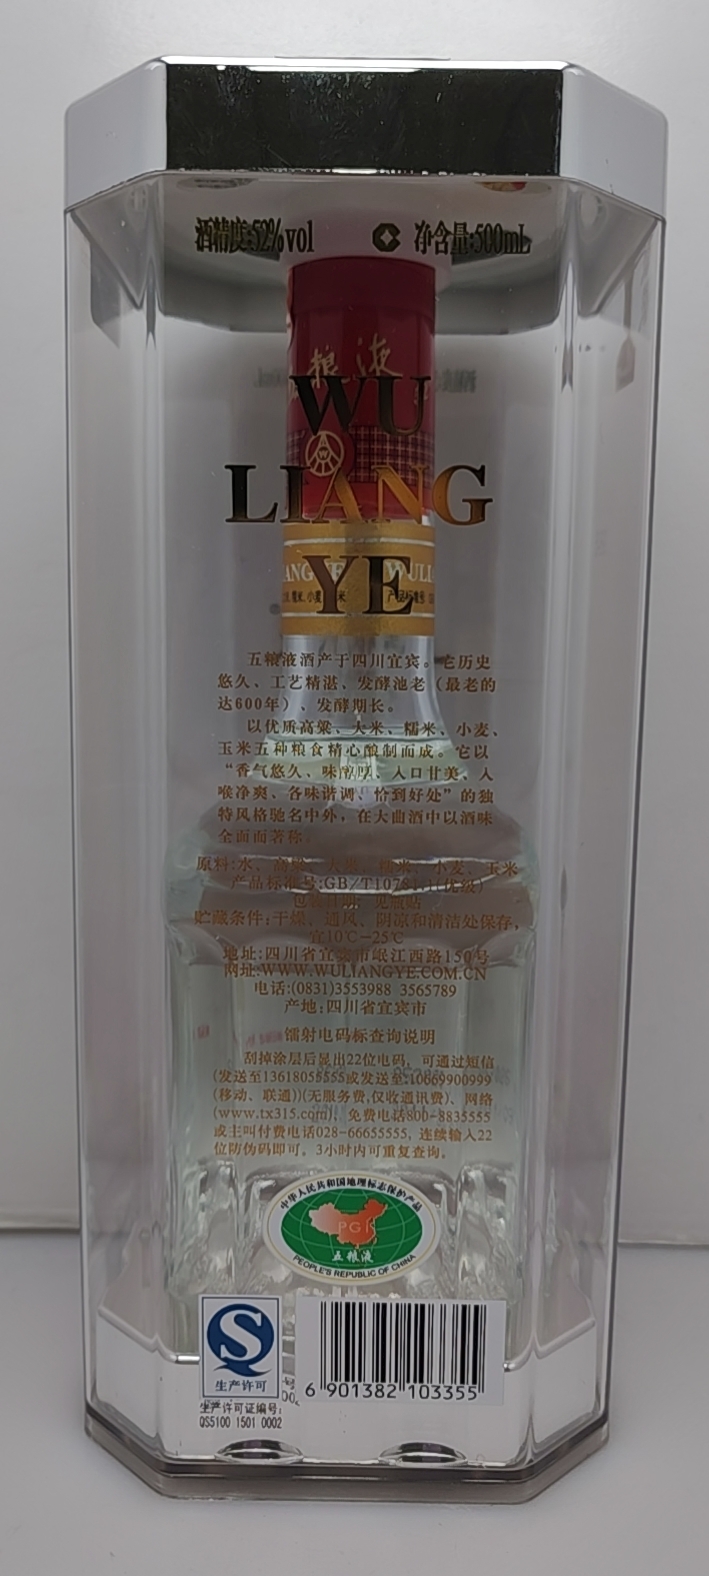 酒精度:52%vol 净含量:500mL
粮液
WU
LIANG
YE
五粮液酒产于四川宜宾。它历史
悠久、工艺精湛、发酵池老（最老的
达600年）、发酵期长。
以优质高粱、大米、糯米、小麦、
玉米五种粮食精心酿制而成。它以
“香气悠久、味醇厚、入口甘美、入
喉净爽、各味谐调、恰到好处”的独
特风格驰名中外，在大曲酒中以酒味
全面而著称。
原料:水、高粱、大米、糯米、小麦、玉米
产品标准号:GB/T10781.1(优级)
包装日期: 见瓶贴
贮藏条件:干燥、通风、阴凉和清洁处保存,
宜10℃-25℃
地址:四川省宜宾市岷江西路150号
网址:WWW.WULIANGYE.COM.CN
电话:(0831)3553988 3565789
产地:四川省宜宾市
镭射电码标查询说明
刮掉涂层后显出22位电码，可通过短信
(发送至13618055555或发送至:10669900999
(移动、联通))(无服务费,仅收通讯费)、网络
(www.tx315.com)、免费电话800-8835555
或主叫付费电话028-66655555, 连续输入22
位防伪码即可。3小时内可重复查询。
中华人民共和国地理标志保护产品
PGI
五粮液
PEOPLE'S REPUBLIC OF CHINA
生产许可
生产许可证编号:
QS5100 1501 0002
6 901382 103355